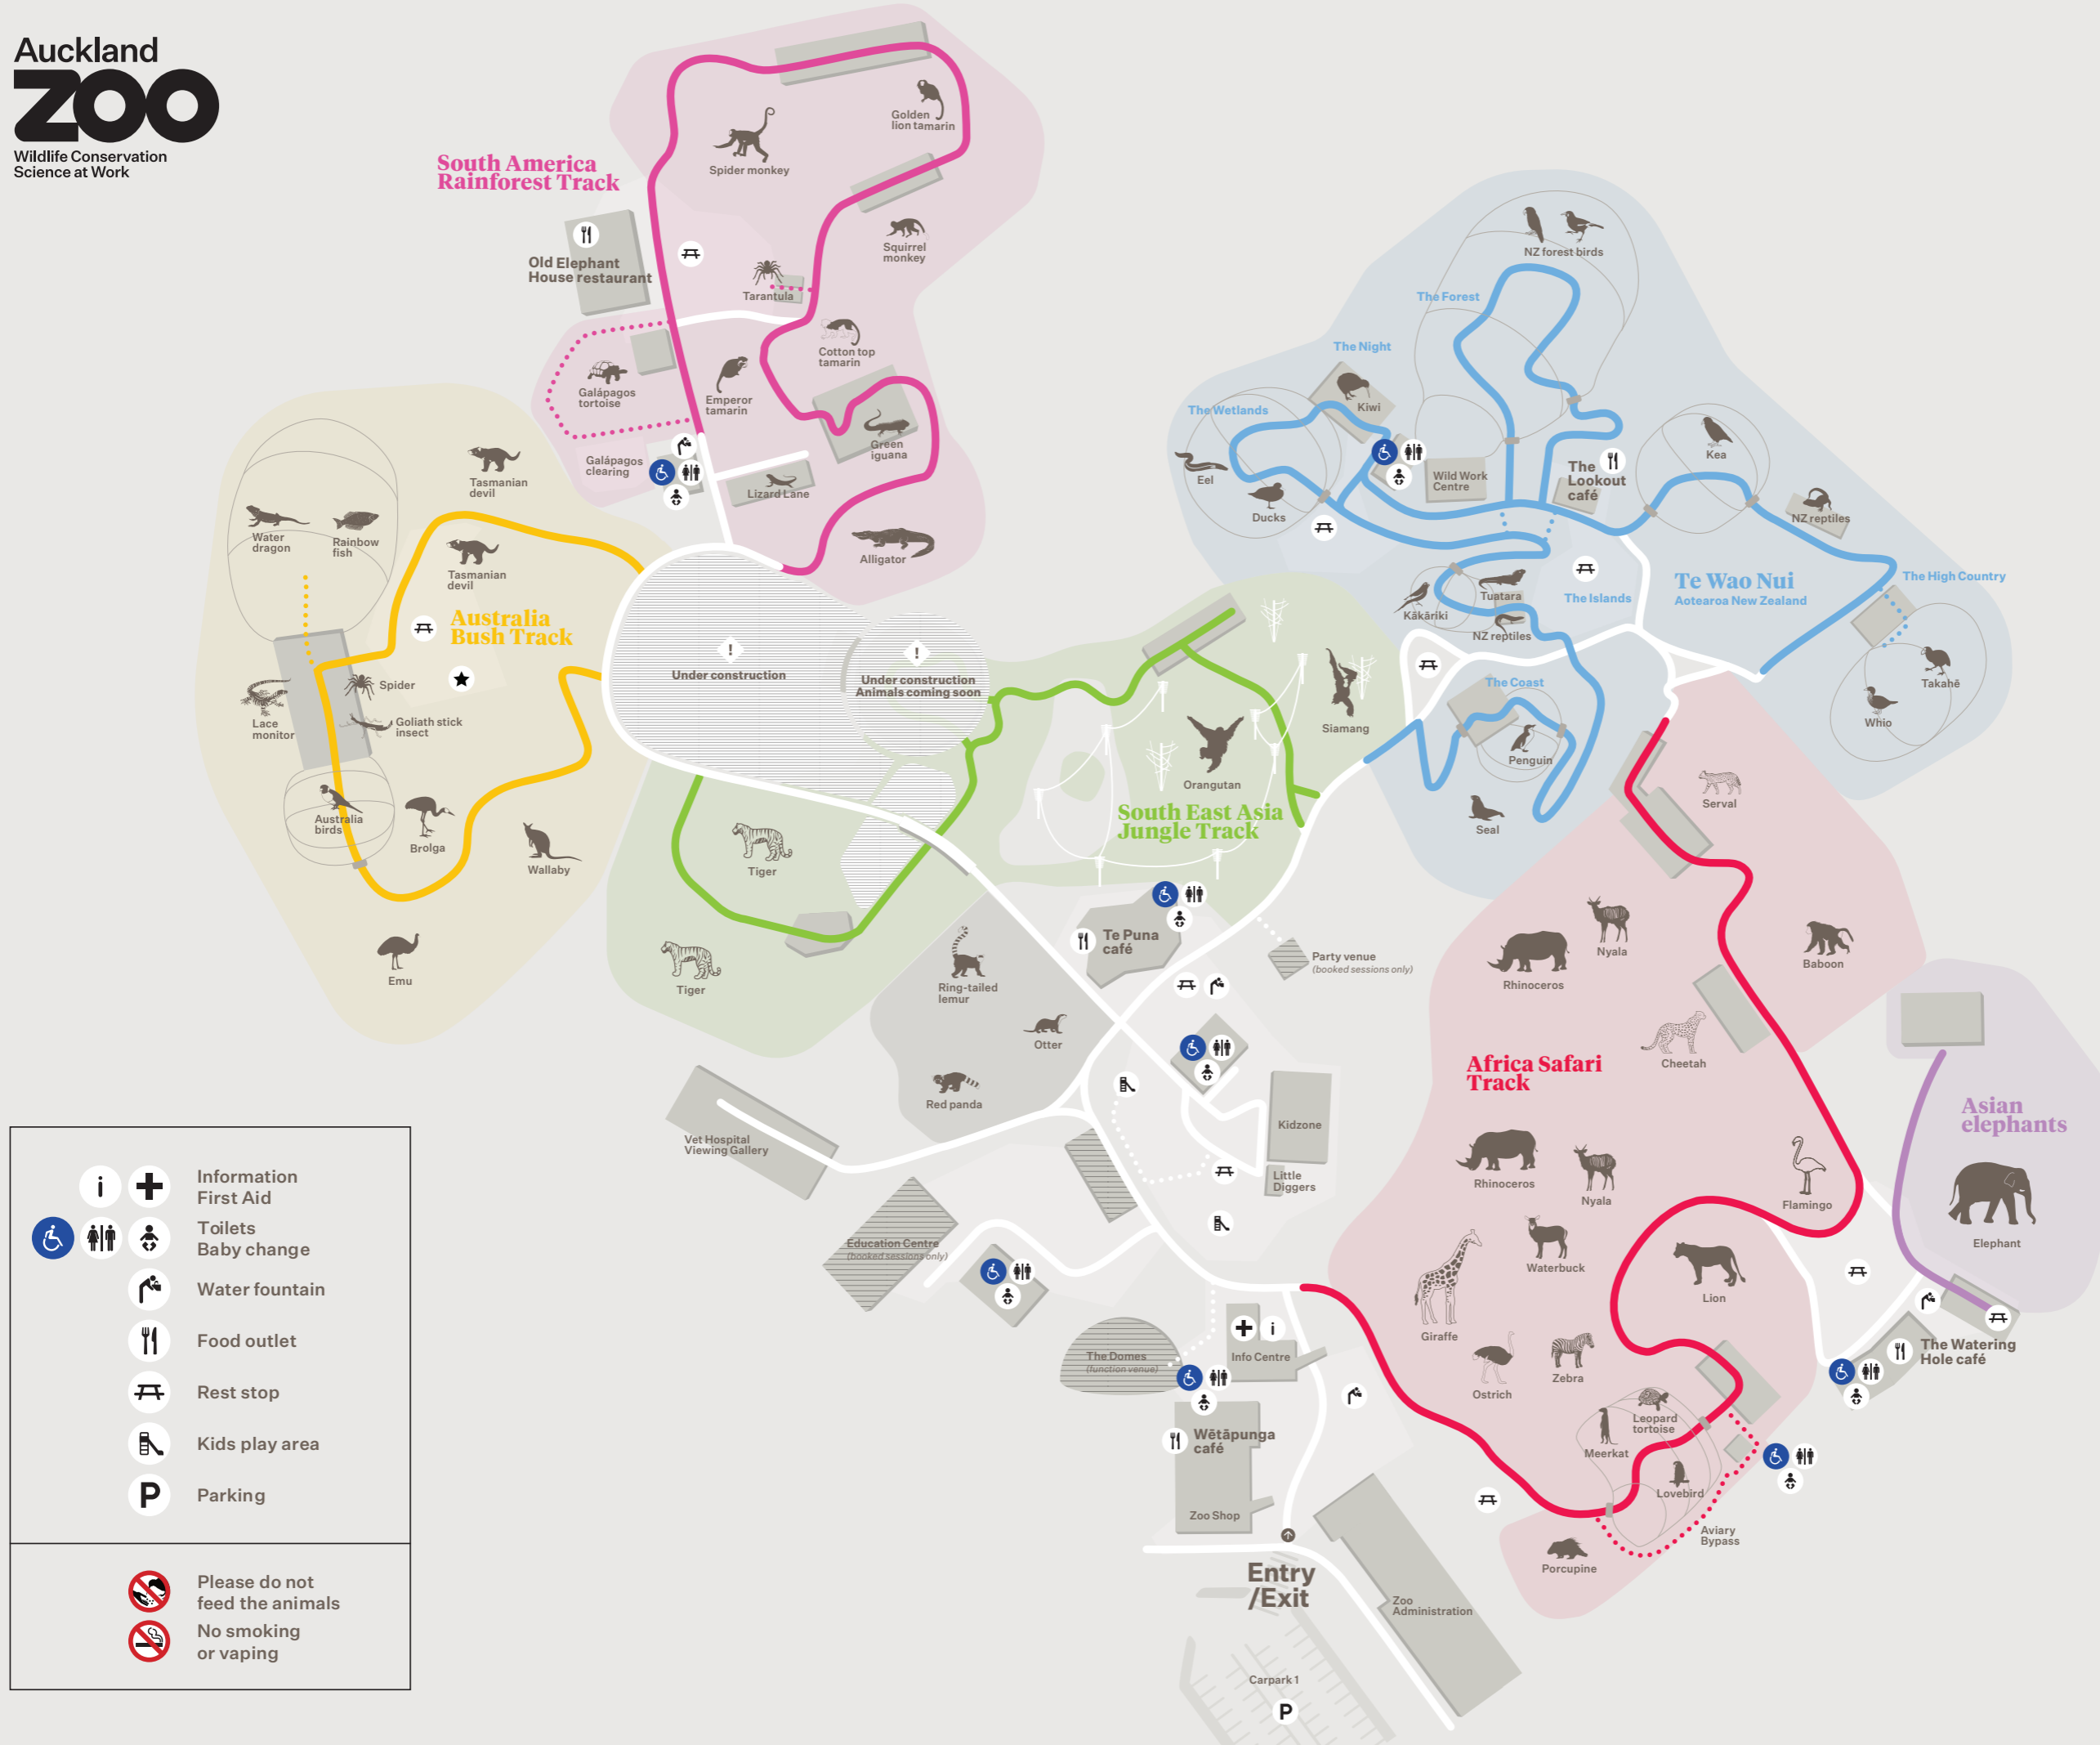 Auckland
ZOO
Wildlife Conservation
Science at Work
South America
Rainforest Track
Spider monkey
Golden
lion tamarin
Squirrel
monkey
Old Elephant
House restaurant
Tarantula
Cotton top
tamarin
Galápagos
tortoise
Emperor
tamarin
Green
iguana
Galápagos
clearing
Lizard Lane
Alligator
Tasmanian
devil
Water
dragon
Rainbow
fish
Tasmanian
devil
Australia
Bush Track
Spider
Goliath stick
insect
Lace
monitor
Australia
birds
Brolga
Wallaby
Emu
!
Under construction
!
Under construction
Animals coming soon
Tiger
Tiger
Orangutan
Siamang
South East Asia
Jungle Track
NZ forest birds
The Forest
The Night
The Wetlands
Kiwi
Eel
Ducks
Wild Work
Centre
The
Lookout
café
Kea
NZ reptiles
Te Wao Nui
Aotearoa New Zealand
The High Country
Kākāriki
Tuatara
The Islands
NZ reptiles
The Coast
Penguin
Seal
Takahē
Whio
Serval
Nyala
Rhinoceros
Baboon
Cheetah
Africa Safari
Track
Rhinoceros
Nyala
Flamingo
Waterbuck
Giraffe
Lion
Ostrich
Zebra
Leopard
tortoise
Meerkat
Lovebird
Aviary
Bypass
Porcupine
Asian
elephants
Elephant
The Watering
Hole café
Te Puna
café
Party venue
(booked sessions only)
Ring-tailed
lemur
Otter
Red panda
Vet Hospital
Viewing Gallery
Kidzone
Little
Diggers
Education Centre
(booked sessions only)
The Domes
(function venue)
i
Info Centre
Wētāpunga
café
Zoo Shop
Entry
/Exit
Zoo
Administration
Carpark 1
P
i
Information
First Aid
Toilets
Baby change
Water fountain
Food outlet
Rest stop
Kids play area
P
Parking
Please do not
feed the animals
No smoking
or vaping